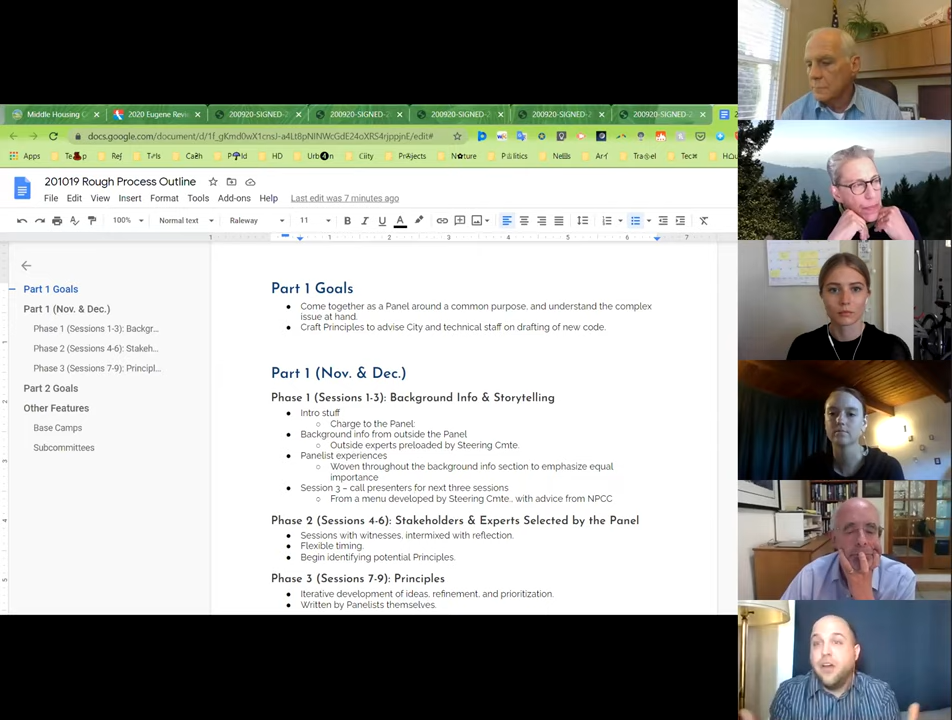 Middle Housing
2020 Eugene Revi
200920-SIGNED-
200920-SIGNED-
200920-SIGNED-
200920-SIGNED-
200920-SIGNED-
docs.google.com/document/d/
/edit#
Apps
Ref
HD
Nature
Politics
Art
201019 Rough Process Outline
File Edit View Insert Format Tools Add-ons Help Last edit was 7 minutes ago
100% Normal text Raleway 11 B I U A
1 1 2 3 4 5 6 7
Part 1 Goals
Part 1 (Nov. & Dec.)
Phase 1 (Sessions 1-3): Backgr...
Phase 2 (Sessions 4-6): Stakeh...
Phase 3 (Sessions 7-9): Principl...
Part 2 Goals
Other Features
Base Camps
Subcommittees
Part 1 Goals
Come together as a Panel around a common purpose, and understand the complex
issue at hand.
Craft Principles to advise City and technical staff on drafting of new code.
Part 1 (Nov. & Dec.)
Phase 1 (Sessions 1-3): Background Info & Storytelling
Intro stuff
Charge to the Panel:
Background info from outside the Panel
Outside experts preloaded by Steering Cmte.
Panelist experiences
Woven throughout the background info section to emphasize equal
importance
Session 3 – call presenters for next three sessions
From a menu developed by Steering Cmte., with advice from NPCC
Phase 2 (Sessions 4-6): Stakeholders & Experts Selected by the Panel
Sessions with witnesses, intermixed with reflection.
Flexible timing.
Begin identifying potential Principles.
Phase 3 (Sessions 7-9): Principles
Iterative development of ideas, refinement, and prioritization.
Written by Panelists themselves.